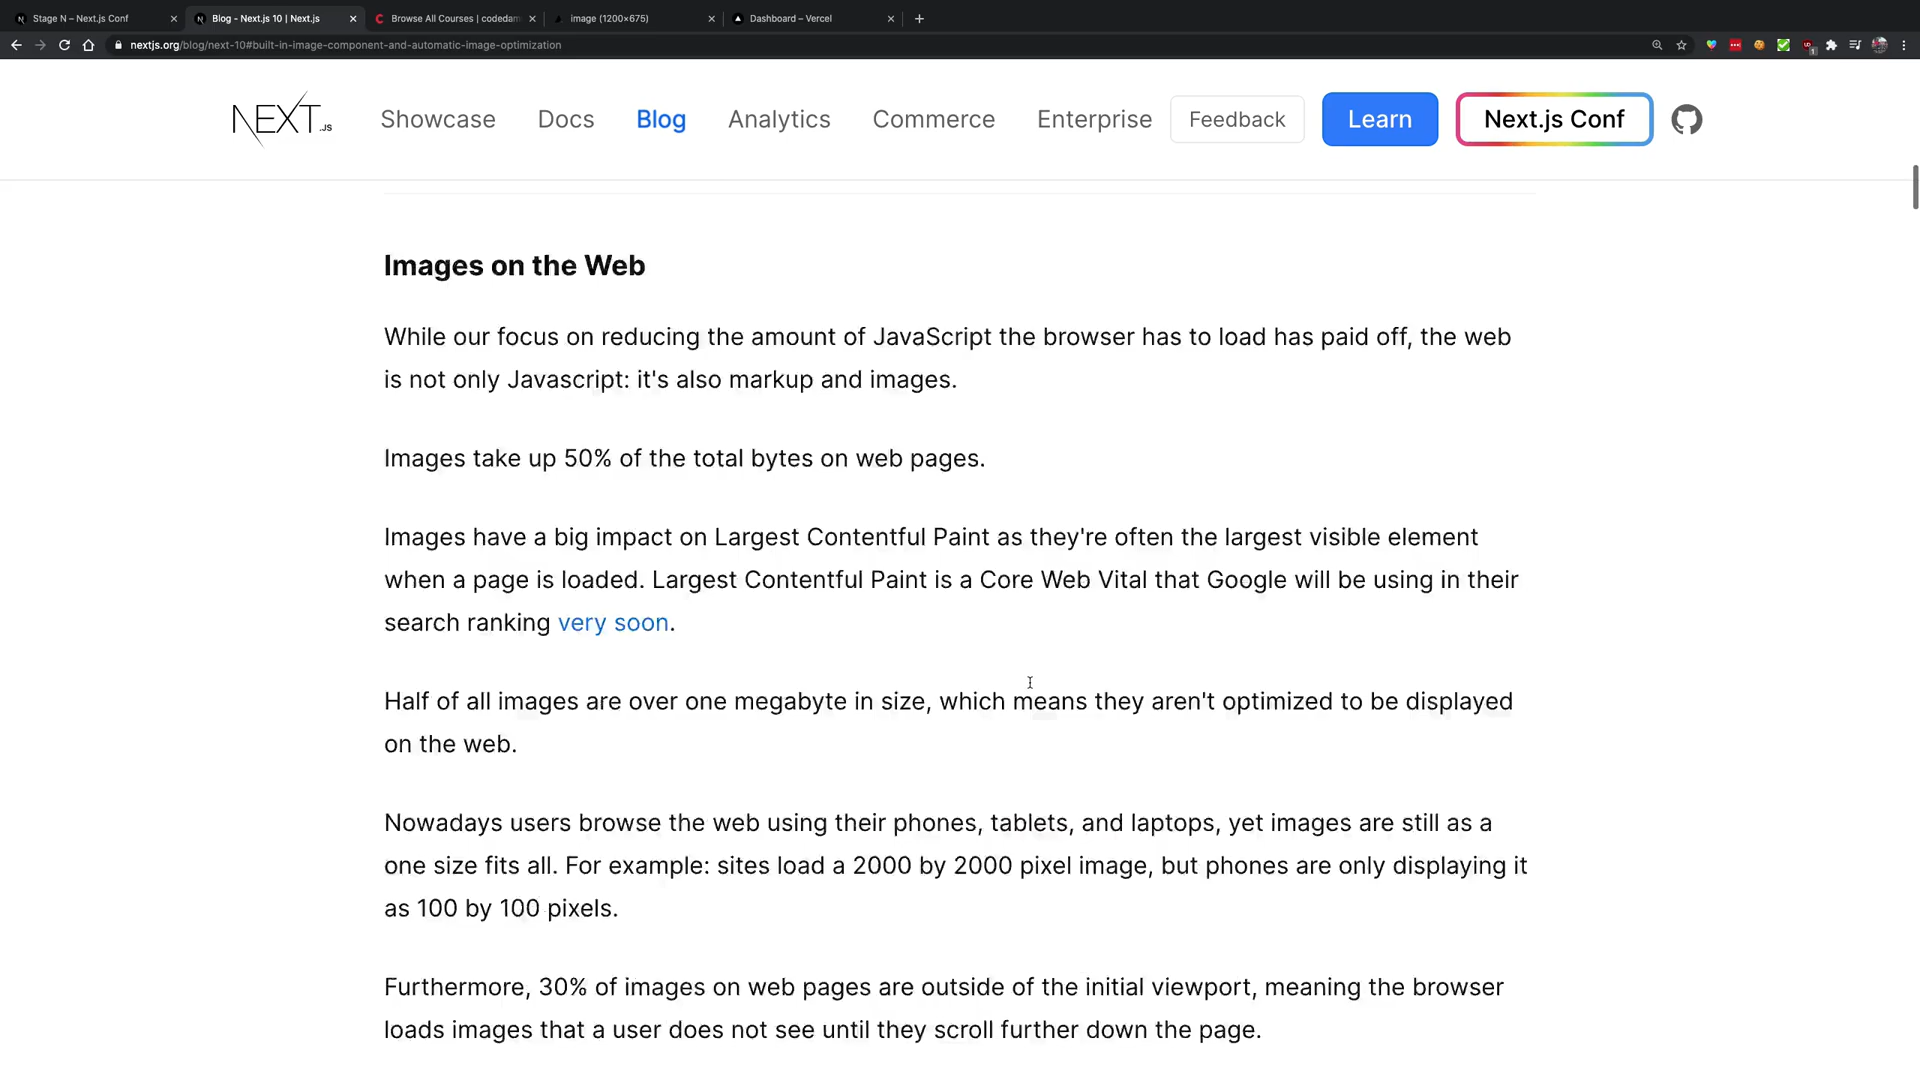 Stage N – Next.js Conf
Blog - Next.js 10 | Next.js
Browse All Courses | codedam
image (1200×675)
Dashboard – Vercel
nextjs.org/blog/next-10#built-in-image-component-and-automatic-image-optimization
NEXT.JS
Showcase
Docs
Blog
Analytics
Commerce
Enterprise
Feedback
Learn
Next.js Conf
Images on the Web
While our focus on reducing the amount of JavaScript the browser has to load has paid off, the web
is not only Javascript: it's also markup and images.
Images take up 50% of the total bytes on web pages.
Images have a big impact on Largest Contentful Paint as they're often the largest visible element
when a page is loaded. Largest Contentful Paint is a Core Web Vital that Google will be using in their
search ranking very soon.
Half of all images are over one megabyte in size, which means they aren't optimized to be displayed
on the web.
Nowadays users browse the web using their phones, tablets, and laptops, yet images are still as a
one size fits all. For example: sites load a 2000 by 2000 pixel image, but phones are only displaying it
as 100 by 100 pixels.
Furthermore, 30% of images on web pages are outside of the initial viewport, meaning the browser
loads images that a user does not see until they scroll further down the page.